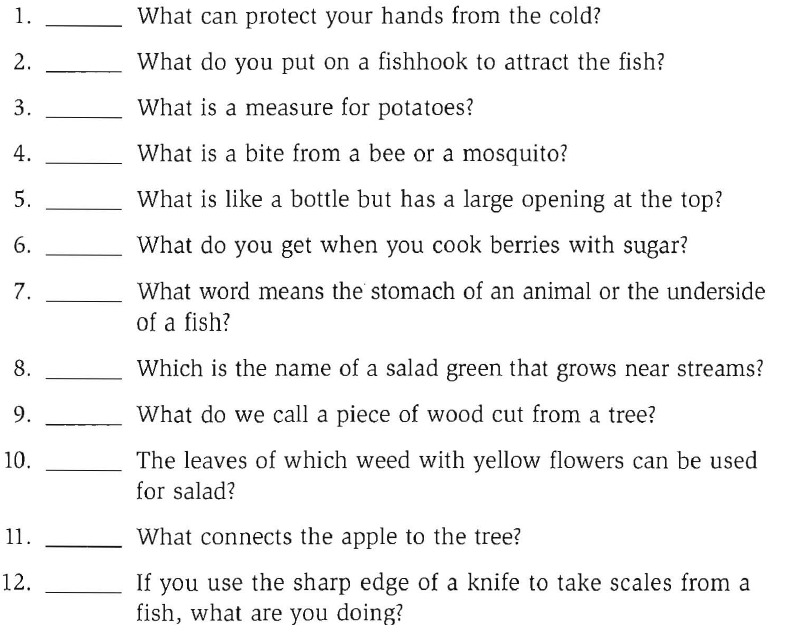 1. ______ What can protect your hands from the cold?
2. ______ What do you put on a fishhook to attract the fish?
3. ______ What is a measure for potatoes?
4. ______ What is a bite from a bee or a mosquito?
5. ______ What is like a bottle but has a large opening at the top?
6. ______ What do you get when you cook berries with sugar?
7. ______ What word means the stomach of an animal or the underside
of a fish?
8. ______ Which is the name of a salad green that grows near streams?
9. ______ What do we call a piece of wood cut from a tree?
10. ______ The leaves of which weed with yellow flowers can be used
for salad?
11. ______ What connects the apple to the tree?
12. ______ If you use the sharp edge of a knife to take scales from a
fish, what are you doing?